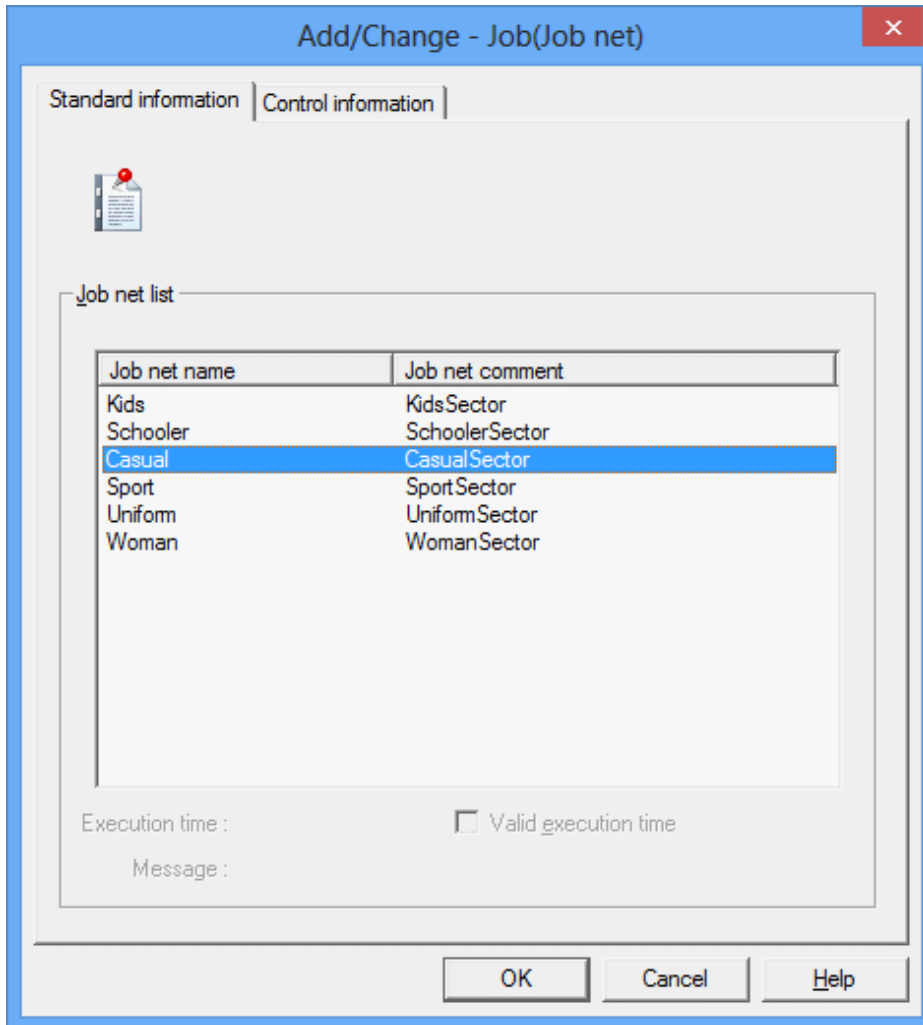 Add/Change - Job(Job net)
Standard information Control information
Job net list
Job net name Job net comment
Kids KidsSector
Schooler SchoolerSector
Casual CasualSector
Sport SportSector
Uniform UniformSector
Woman WomanSector
Execution time : Valid execution time
Message :
OK Cancel Help